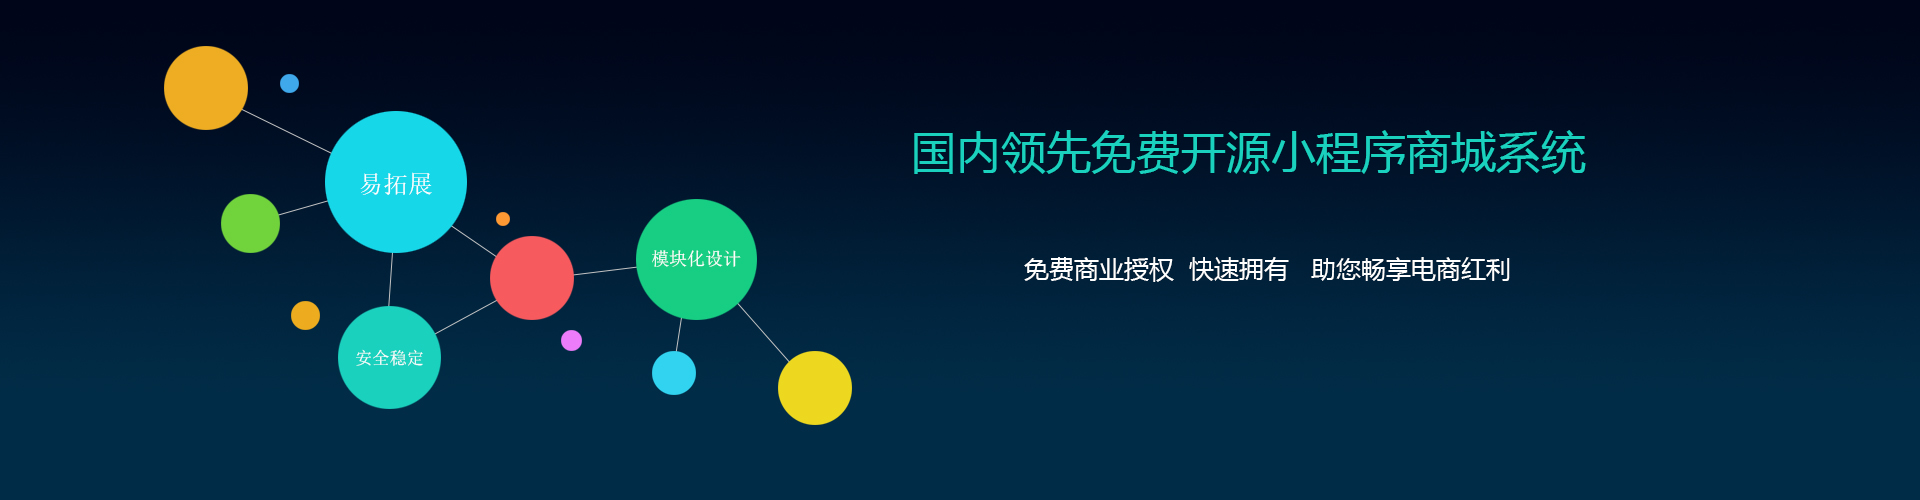 易拓展
模块化设计
安全稳定
国内领先免费开源小程序商城系统
免费商业授权 快速拥有 助您畅享电商红利